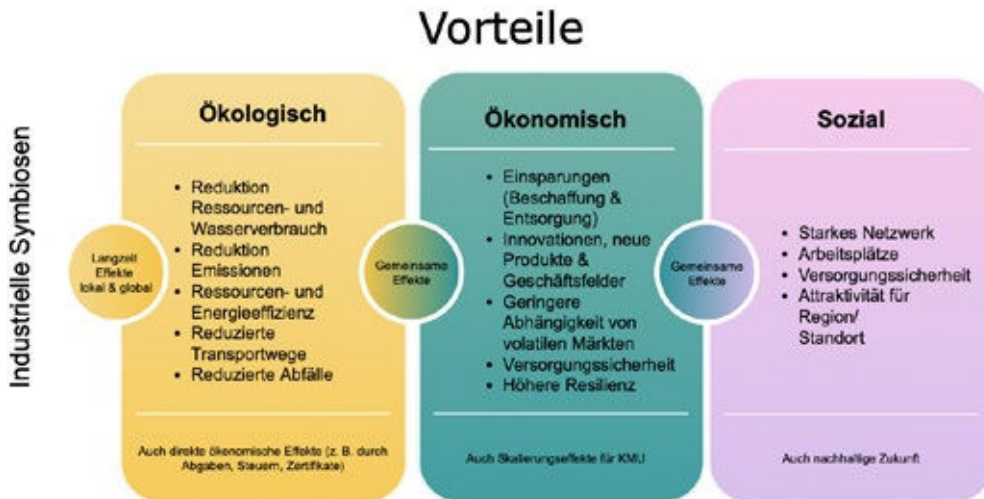 Vorteile
Industrielle Symbiosen
Ökologisch
• Reduktion
Ressourcen- und
Wasserverbrauch
• Reduktion
Emissionen
• Ressourcen- und
Energieeffizienz
• Reduzierte
Transportwege
• Reduzierte Abfälle
Auch direkte ökonomische Effekte (z. B. durch
Abgaben, Steuern, Zertifikate)
Langzeit
Effekte
lokal & global
Gemeinsame
Effekte
Ökonomisch
• Einsparungen
(Beschaffung &
Entsorgung)
• Innovationen, neue
Produkte &
Geschäftsfelder
• Geringere
Abhängigkeit von
volatilen Märkten
• Versorgungssicherheit
• Höhere Resilienz
Auch Skalierungseffekte für KMU
Gemeinsame
Effekte
Sozial
• Starkes Netzwerk
• Arbeitsplätze
• Versorgungssicherheit
• Attraktivität für
Region/
Standort
Auch nachhaltige Zukunft